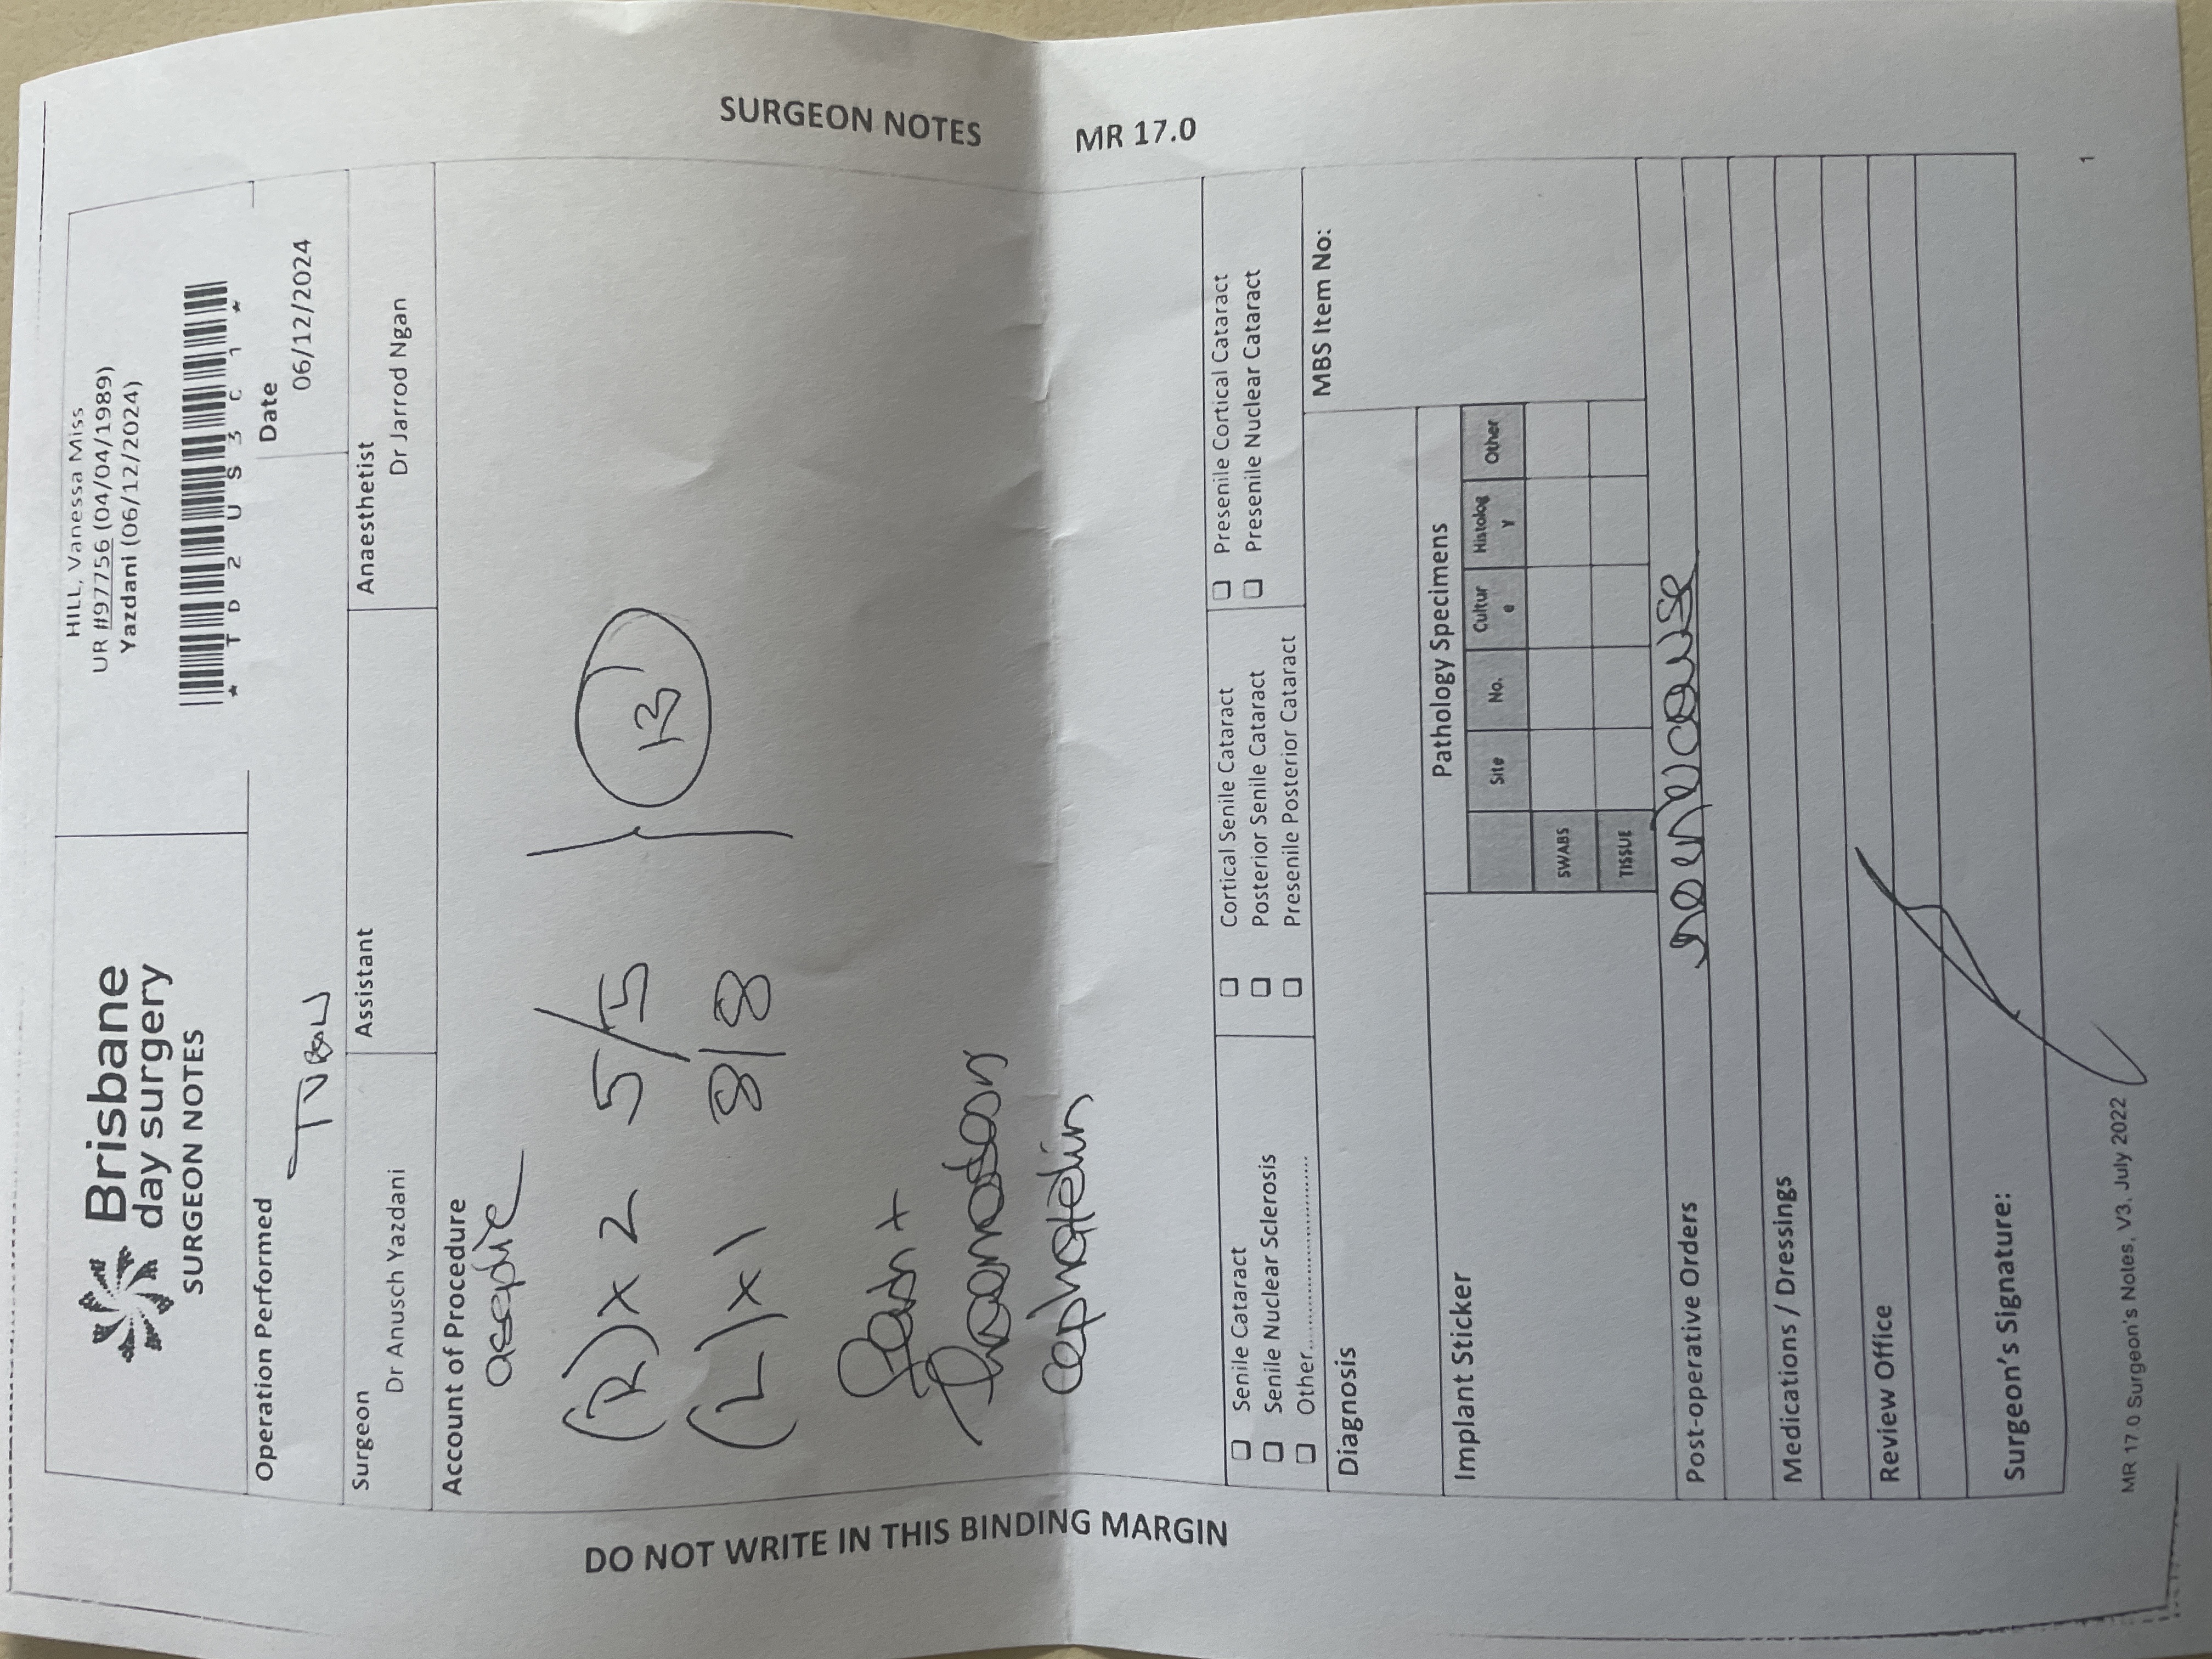 Brisbane
day surgery
SURGEON NOTES
HILL, Vanessa Miss
UR #97756 (04/04/1989)
Yazdani (06/12/2024)
* T D 2 U S 3 C 1 *
Operation Performed
Date
06/12/2024
Surgeon
Dr Anusch Yazdani
Assistant
Anaesthetist
Dr Jarrod Ngan
Account of Procedure
aseptic
(R) x 2 5/5
(L) x 1 8/8
13
cephazolin
Senile Cataract
Senile Nuclear Sclerosis
Other
Cortical Senile Cataract
Posterior Senile Cataract
Presenile Posterior Cataract
Presenile Cortical Cataract
Presenile Nuclear Cataract
Diagnosis
MBS Item No:
Implant Sticker
Pathology Specimens
Site No. Culture Histology Other
SWABS
TISSUE
Post-operative Orders
Medications / Dressings
Review Office
Surgeon's Signature:
MR 17 0 Surgeon's Notes, V3, July 2022
1
SURGEON NOTES MR 17.0
DO NOT WRITE IN THIS BINDING MARGIN